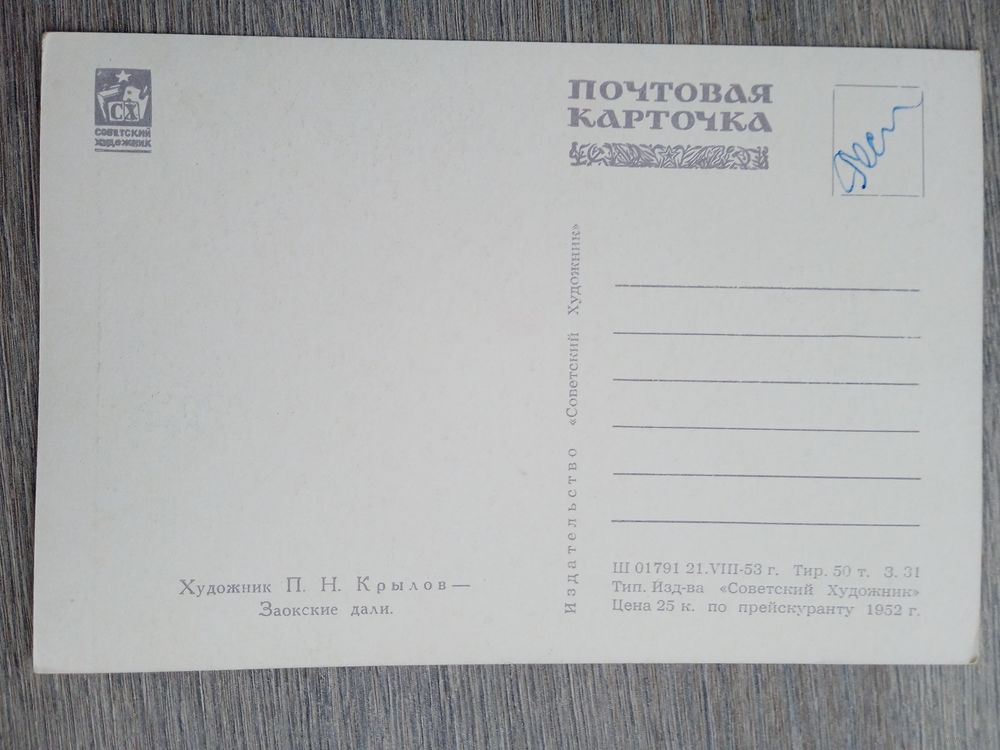 СХ
СОВЕТСКИЙ
ХУДОЖНИК
ПОЧТОВАЯ
КАРТОЧКА
Издательство «Советский Художник»
Художник П. Н. Крылов —
Заокские дали.
Ш 01791 21.VIII-53 г. Тир. 50 т. З. 31
Тип. Изд-ва «Советский Художник»
Цена 25 к. по прейскуранту 1952 г.